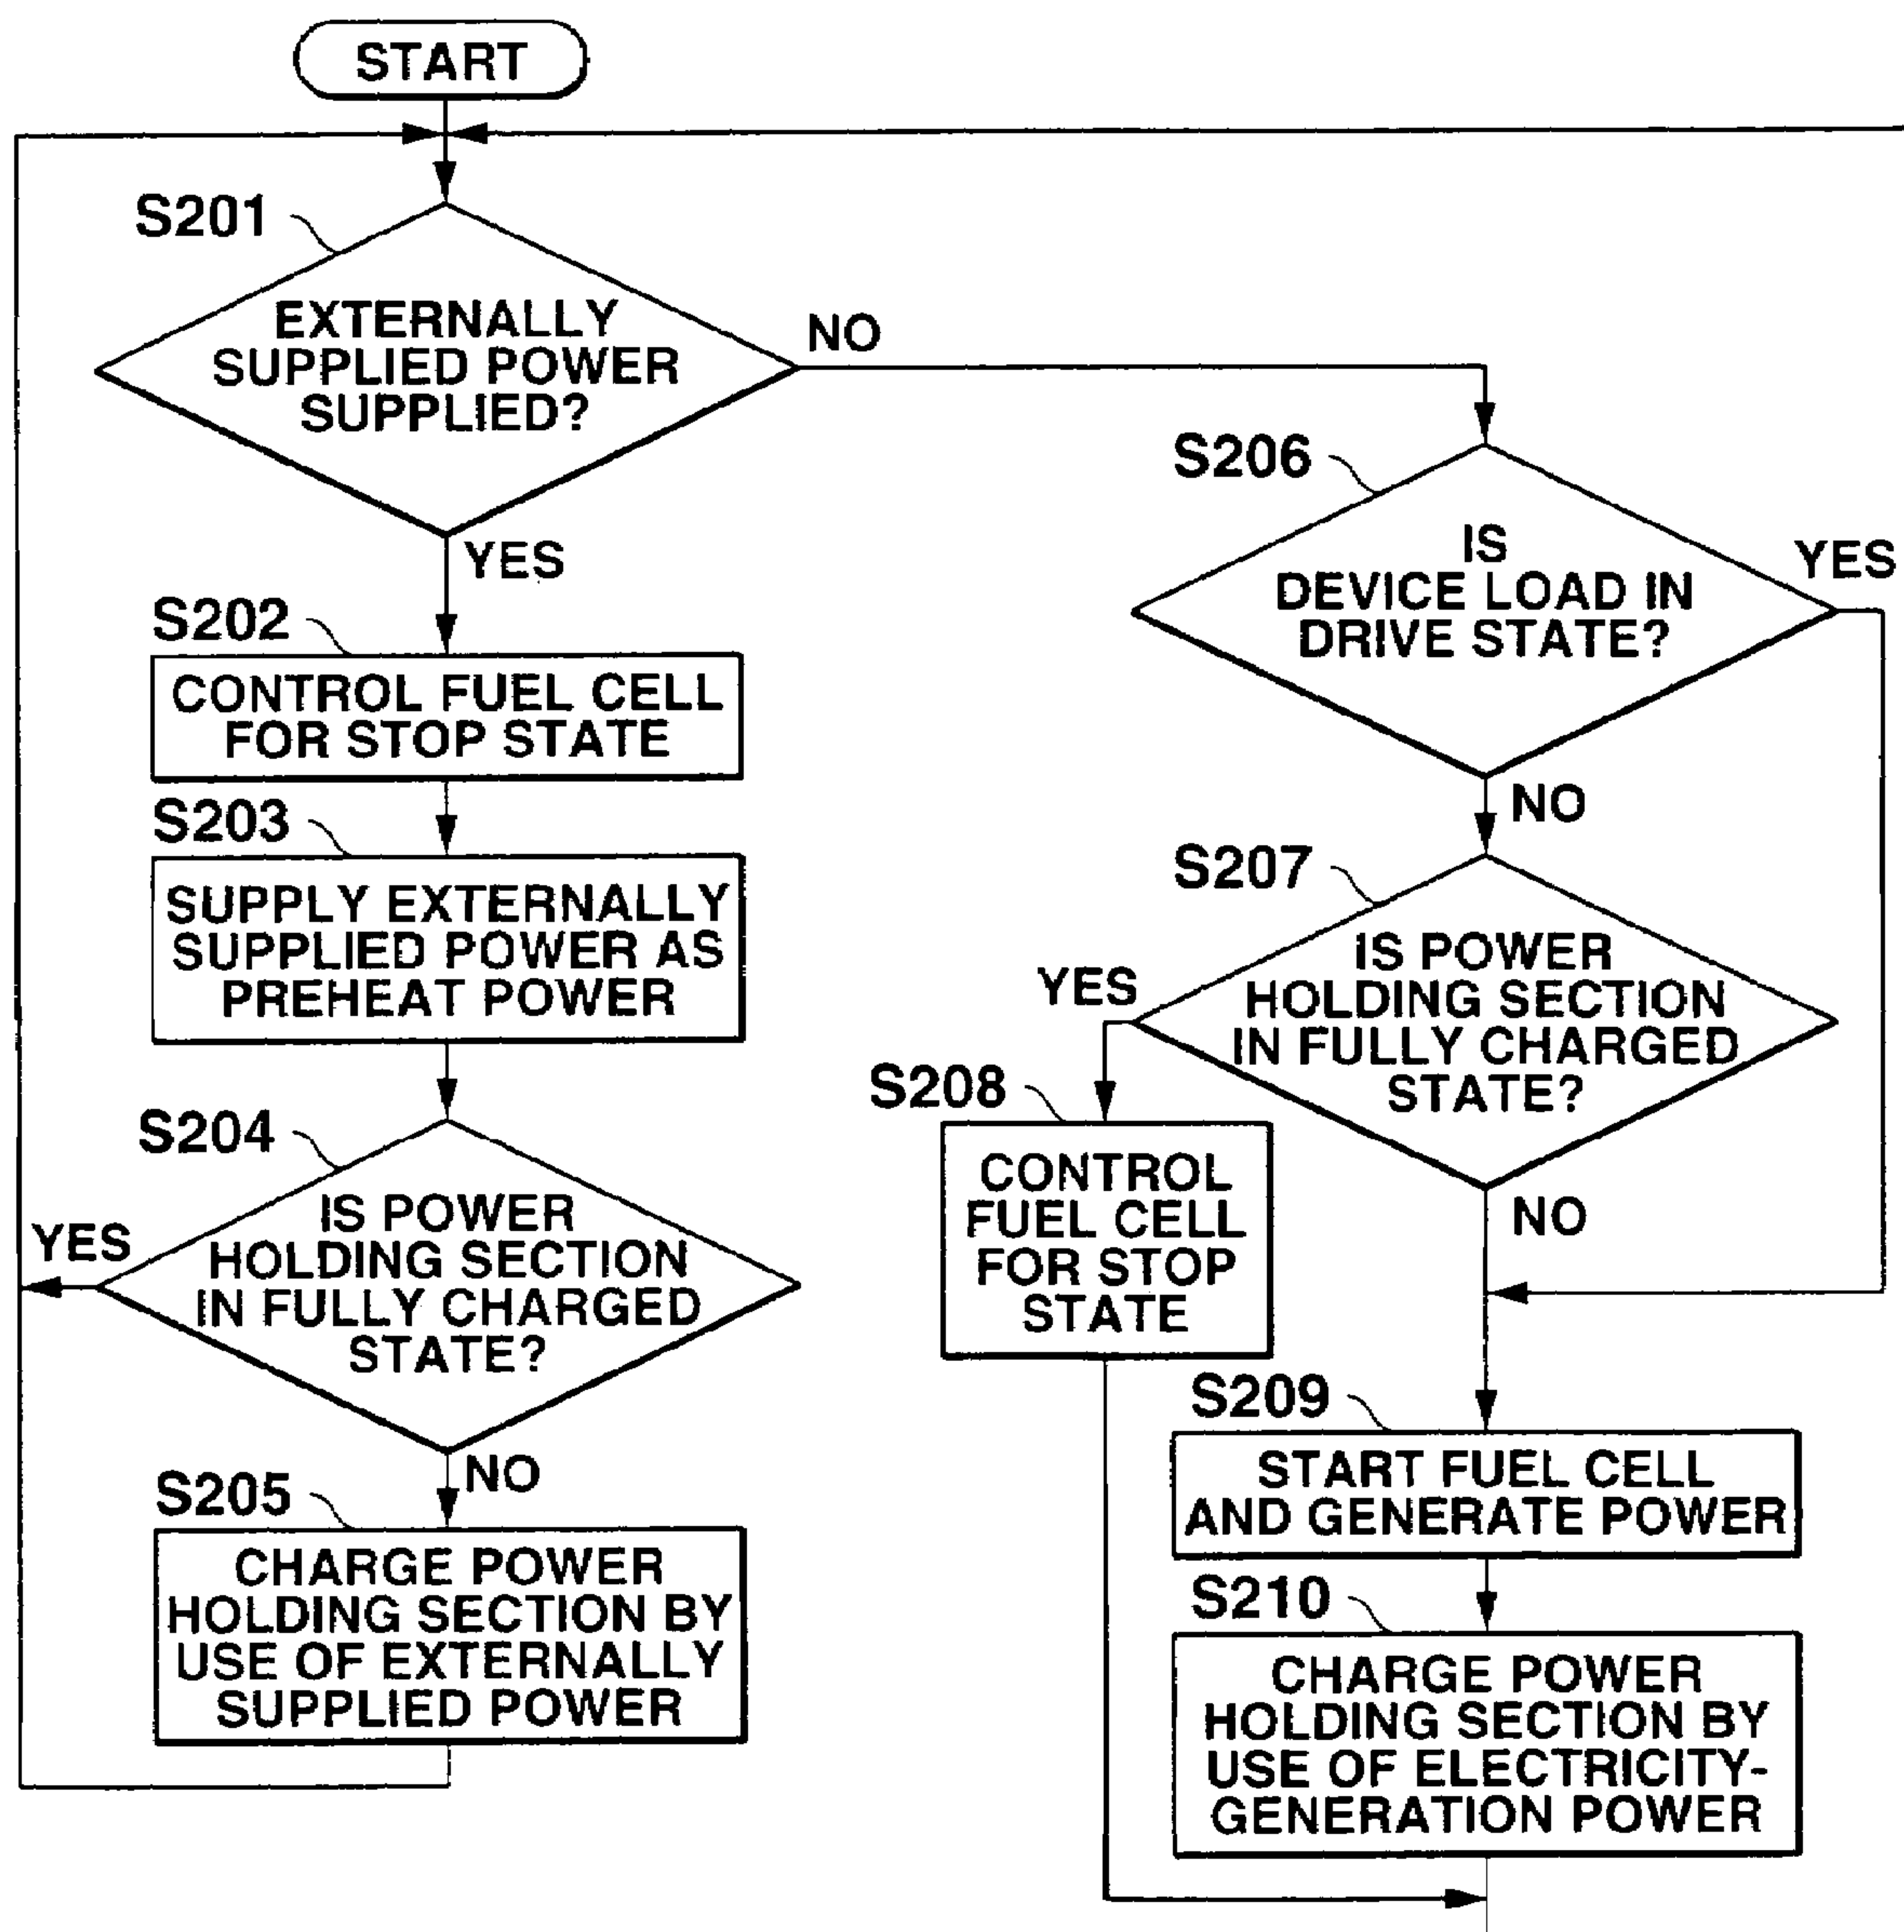 START
S201
EXTERNALLY
SUPPLIED POWER
SUPPLIED?
NO
YES
S202
CONTROL FUEL CELL
FOR STOP STATE
S203
SUPPLY EXTERNALLY
SUPPLIED POWER AS
PREHEAT POWER
S204
IS POWER
HOLDING SECTION
IN FULLY CHARGED
STATE?
YES
NO
S205
CHARGE POWER
HOLDING SECTION BY
USE OF EXTERNALLY
SUPPLIED POWER
S206
IS
DEVICE LOAD IN
DRIVE STATE?
YES
NO
S207
IS POWER
HOLDING SECTION
IN FULLY CHARGED
STATE?
YES
NO
S208
CONTROL
FUEL CELL
FOR STOP
STATE
S209
START FUEL CELL
AND GENERATE POWER
S210
CHARGE POWER
HOLDING SECTION BY
USE OF ELECTRICITY-
GENERATION POWER